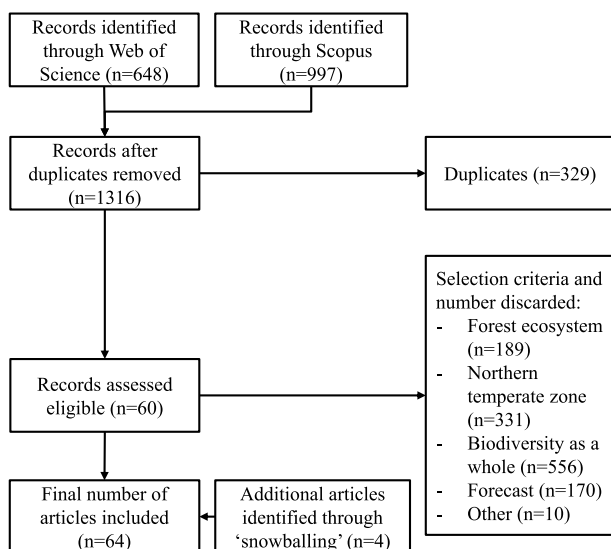 Records identified
through Web of
Science (n=648)
Records identified
through Scopus
(n=997)
Records after
duplicates removed
(n=1316)
Duplicates (n=329)
Selection criteria and
number discarded:
- Forest ecosystem
(n=189)
- Northern
temperate zone
(n=331)
- Biodiversity as a
whole (n=556)
- Forecast (n=170)
- Other (n=10)
Records assessed
eligible (n=60)
Final number of
articles included
(n=64)
Additional articles
identified through
‘snowballing’ (n=4)